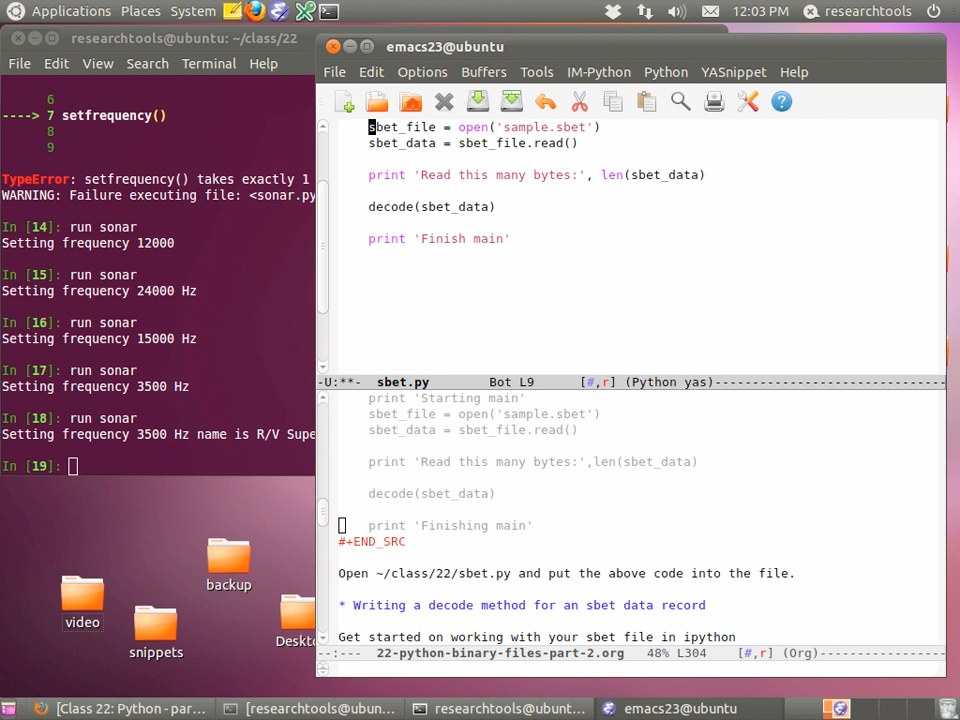 Applications Places System 12:03 PM researchtools
researchtools@ubuntu: ~/class/22
File Edit View Search Terminal Help
6
----> 7 setfrequency()
8
9
TypeError: setfrequency() takes exactly 1
WARNING: Failure executing file: <sonar.py
In [14]: run sonar
Setting frequency 12000
In [15]: run sonar
Setting frequency 24000 Hz
In [16]: run sonar
Setting frequency 15000 Hz
In [17]: run sonar
Setting frequency 3500 Hz
In [18]: run sonar
Setting frequency 3500 Hz name is R/V Supe
In [19]:
emacs23@ubuntu
File Edit Options Buffers Tools IM-Python Python YASnippet Help
sbet_file = open('sample.sbet')
sbet_data = sbet_file.read()
print 'Read this many bytes:', len(sbet_data)
decode(sbet_data)
print 'Finish main'
-U:**- sbet.py Bot L9 [#,r] (Python yas)-------------------------------
print 'Starting main'
sbet_file = open('sample.sbet')
sbet_data = sbet_file.read()
print 'Read this many bytes:',len(sbet_data)
decode(sbet_data)
print 'Finishing main'
#+END_SRC
Open ~/class/22/sbet.py and put the above code into the file.
* Writing a decode method for an sbet data record
Get started on working with your sbet file in ipython
--:--- 22-python-binary-files-part-2.org 48% L304 [#,r] (Org)-------------------
backup
video
snippets
Deskto
[Class 22: Python - par... [researchtools@ubun... researchtools@ubuntu... emacs23@ubuntu